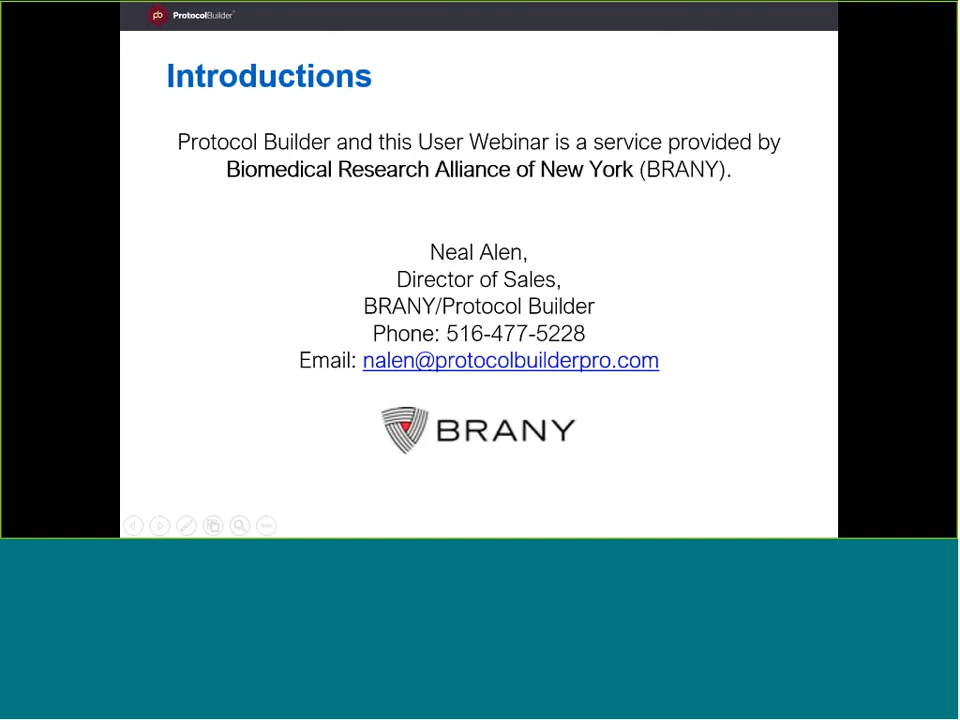 pb ProtocolBuilder
Introductions
Protocol Builder and this User Webinar is a service provided by
Biomedical Research Alliance of New York (BRANY).
Neal Alen,
Director of Sales,
BRANY/Protocol Builder
Phone: 516-477-5228
Email: nalen@protocolbuilderpro.com
BRANY